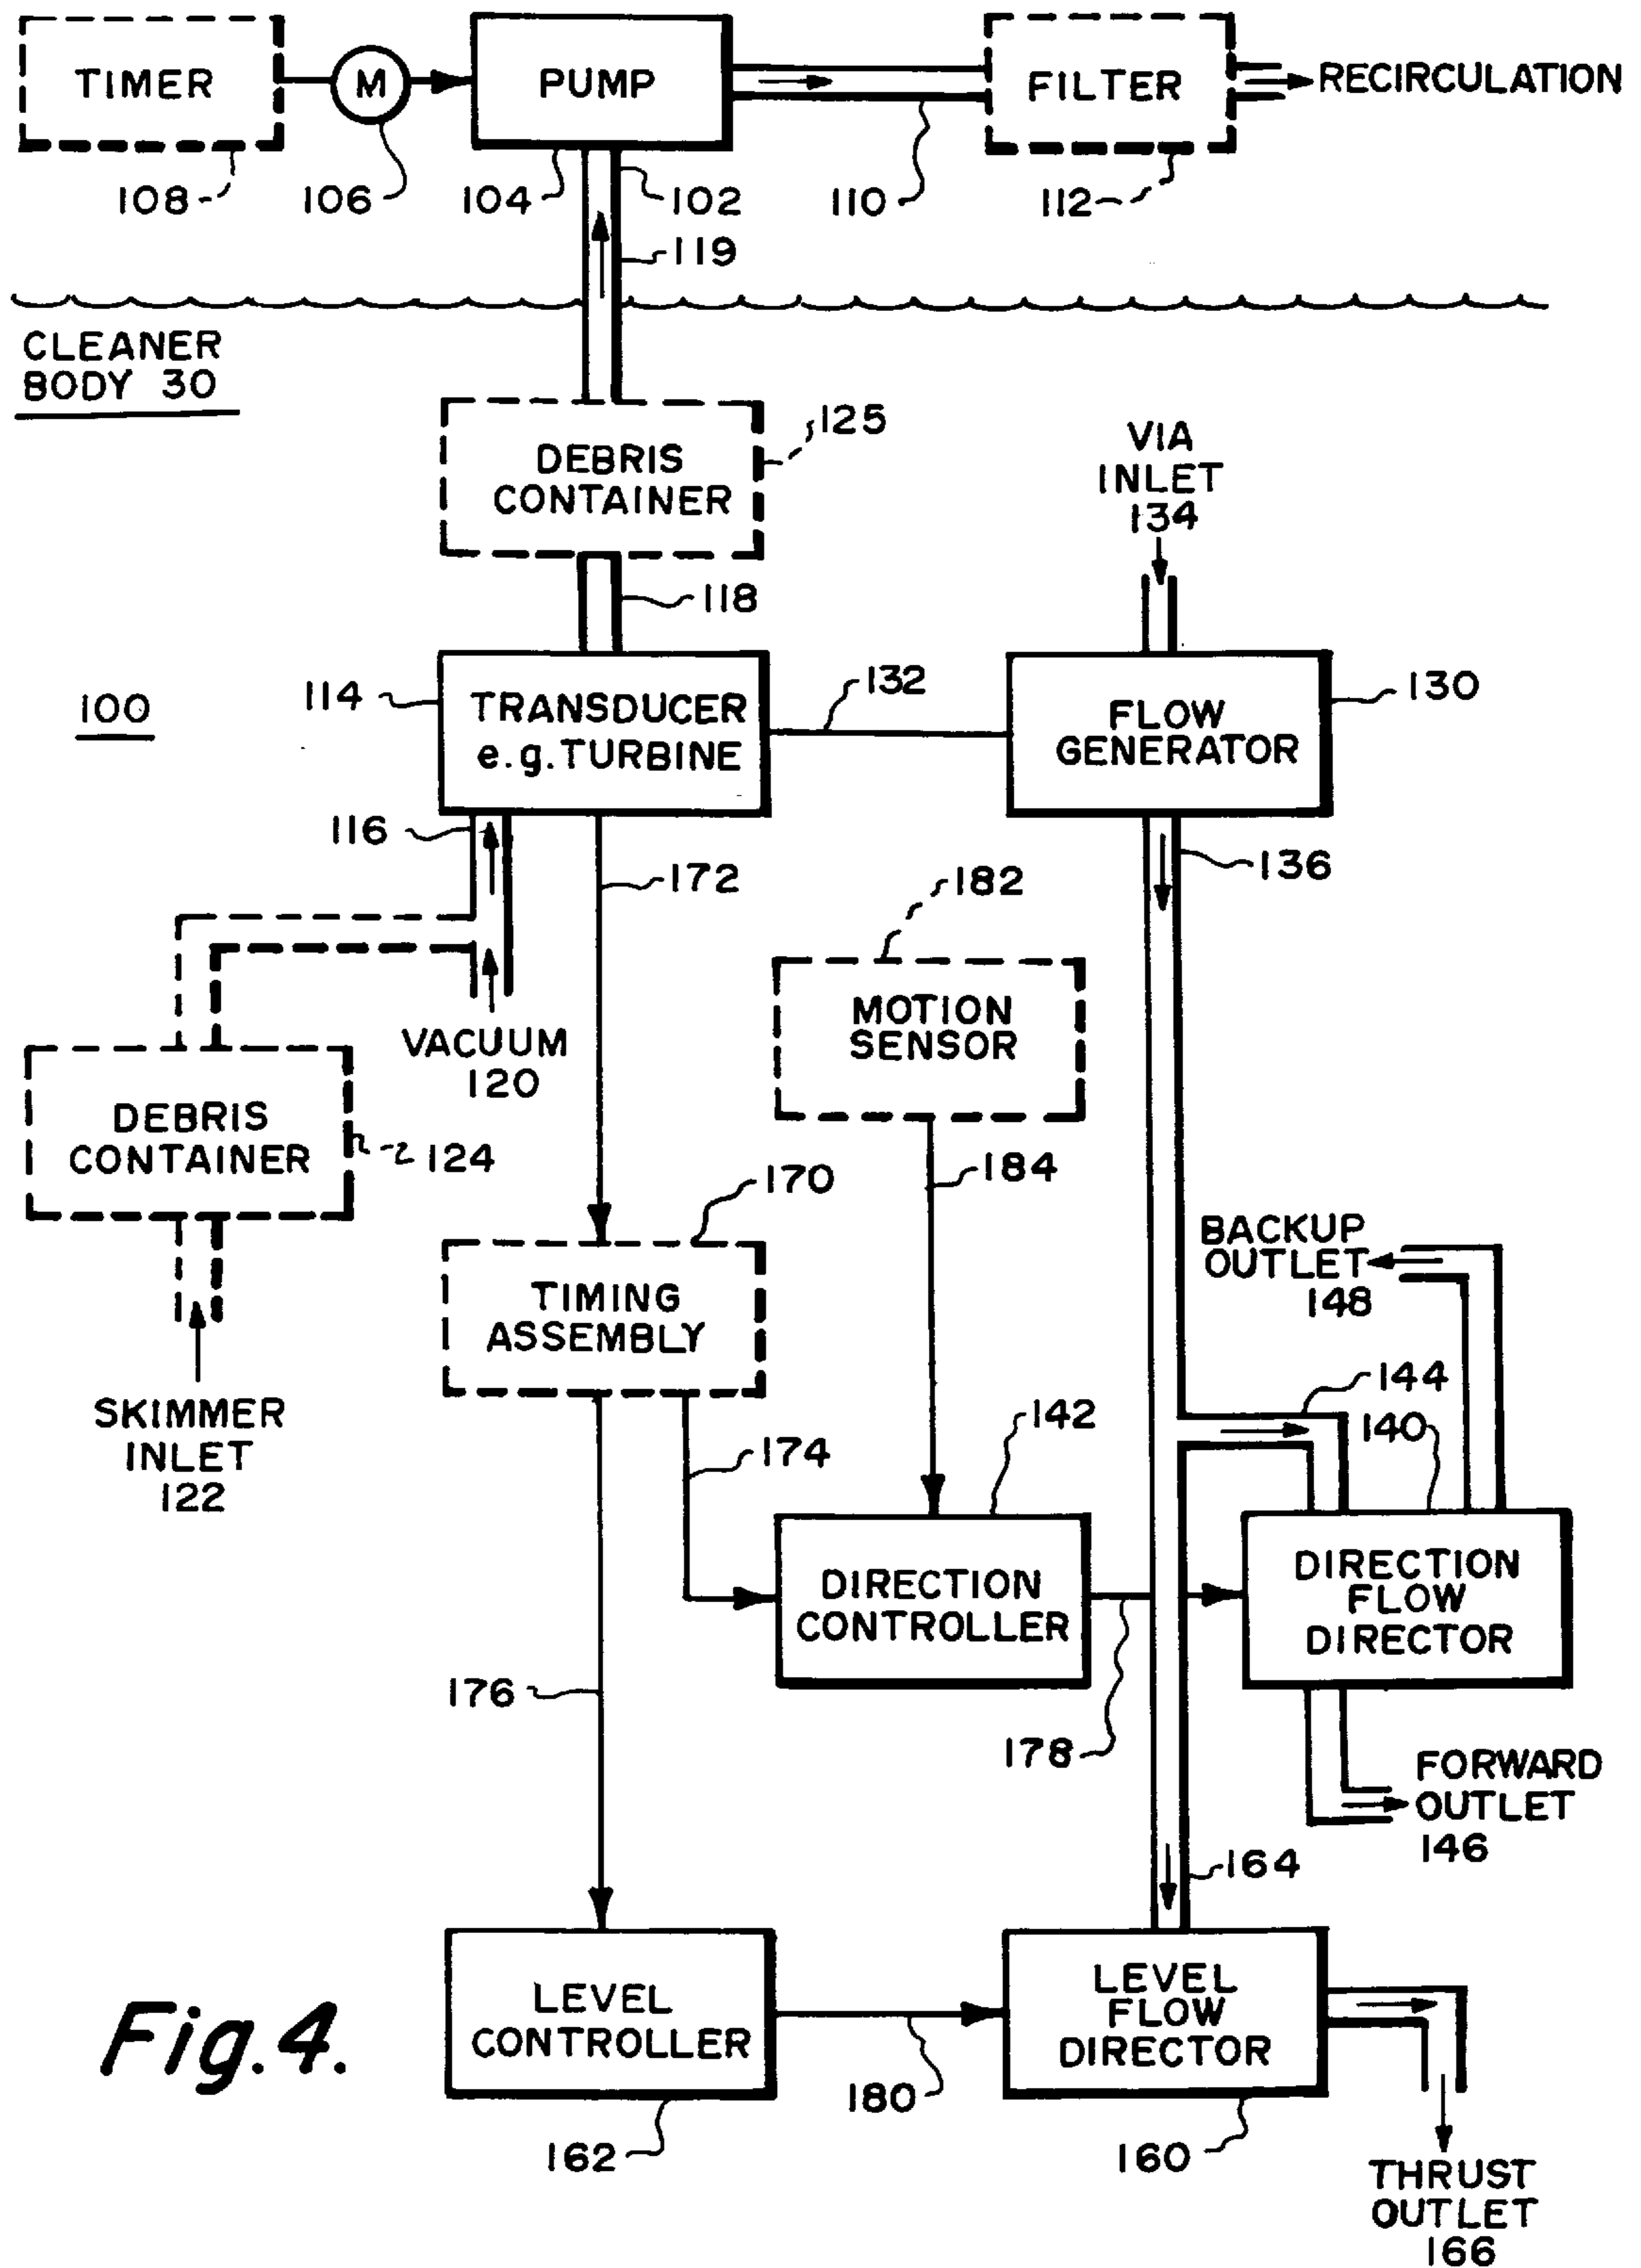 TIMER
M
PUMP
FILTER
RECIRCULATION
108
106
104
102
110
112
119
CLEANER
BODY 30
125
DEBRIS
CONTAINER
VIA
INLET
134
118
114
TRANSDUCER
e.g. TURBINE
132
FLOW
GENERATOR
130
100
116
172
136
182
MOTION
SENSOR
VACUUM
120
DEBRIS
CONTAINER
124
184
170
TIMING
ASSEMBLY
BACKUP
OUTLET
148
SKIMMER
INLET
122
174
142
144
140
DIRECTION
CONTROLLER
DIRECTION
FLOW
DIRECTOR
176
178
FORWARD
OUTLET
146
164
LEVEL
CONTROLLER
LEVEL
FLOW
DIRECTOR
Fig.4.
180
162
160
THRUST
OUTLET
166